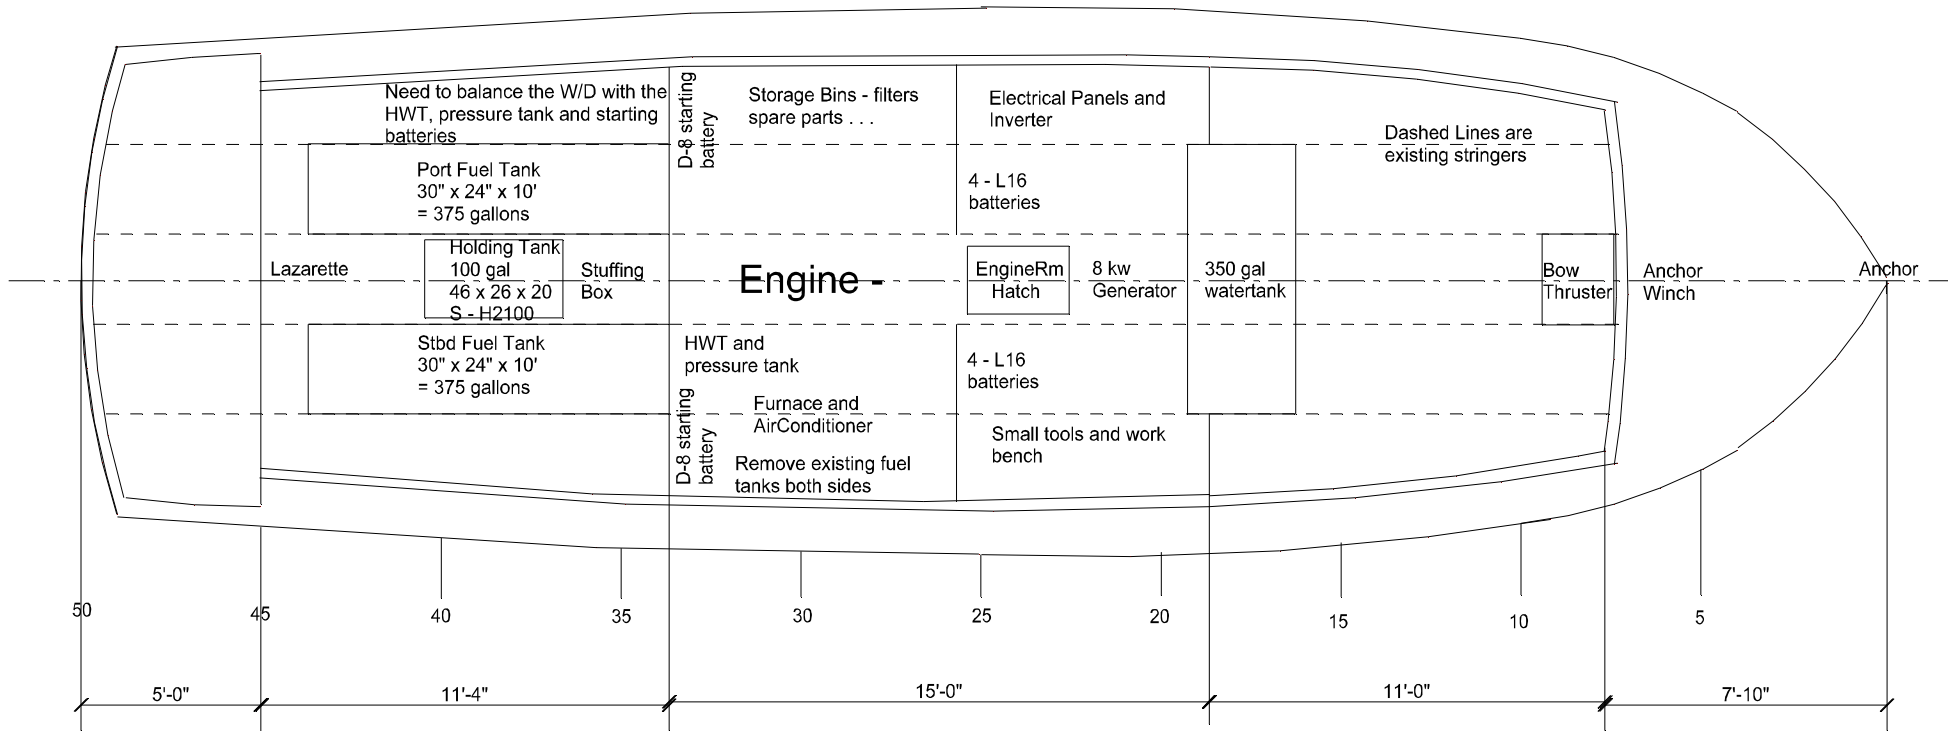 Need to balance the W/D with the
HWT, pressure tank and starting
batteries
D-8 starting
battery
Storage Bins - filters
spare parts . . .
Electrical Panels and
Inverter
Dashed Lines are
existing stringers
Port Fuel Tank
30" x 24" x 10'
= 375 gallons
4 - L16
batteries
Lazarette
Holding Tank
100 gal
46 x 26 x 20
S - H2100
Stuffing
Box
Engine -
EngineRm
Hatch
8 kw
Generator
350 gal
watertank
Bow
Thruster
Anchor
Winch
Anchor
Stbd Fuel Tank
30" x 24" x 10'
= 375 gallons
HWT and
pressure tank
4 - L16
batteries
D-8 starting
battery
Furnace and
AirConditioner
Remove existing fuel
tanks both sides
Small tools and work
bench
50
45
40
35
30
25
20
15
10
5
5'-0"
11'-4"
15'-0"
11'-0"
7'-10"